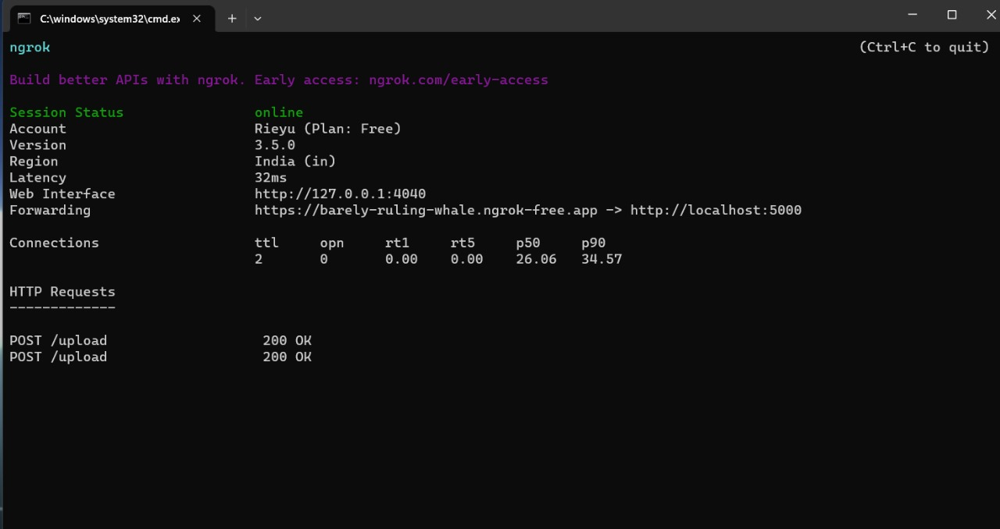 C:\windows\system32\cmd.ex
ngrok (Ctrl+C to quit)
Build better APIs with ngrok. Early access: ngrok.com/early-access
Session Status online
Account Rieyu (Plan: Free)
Version 3.5.0
Region India (in)
Latency 32ms
Web Interface http://127.0.0.1:4040
Forwarding https://barely-ruling-whale.ngrok-free.app -> http://localhost:5000
Connections ttl opn rt1 rt5 p50 p90
2 0 0.00 0.00 26.06 34.57
HTTP Requests
-------------
POST /upload 200 OK
POST /upload 200 OK